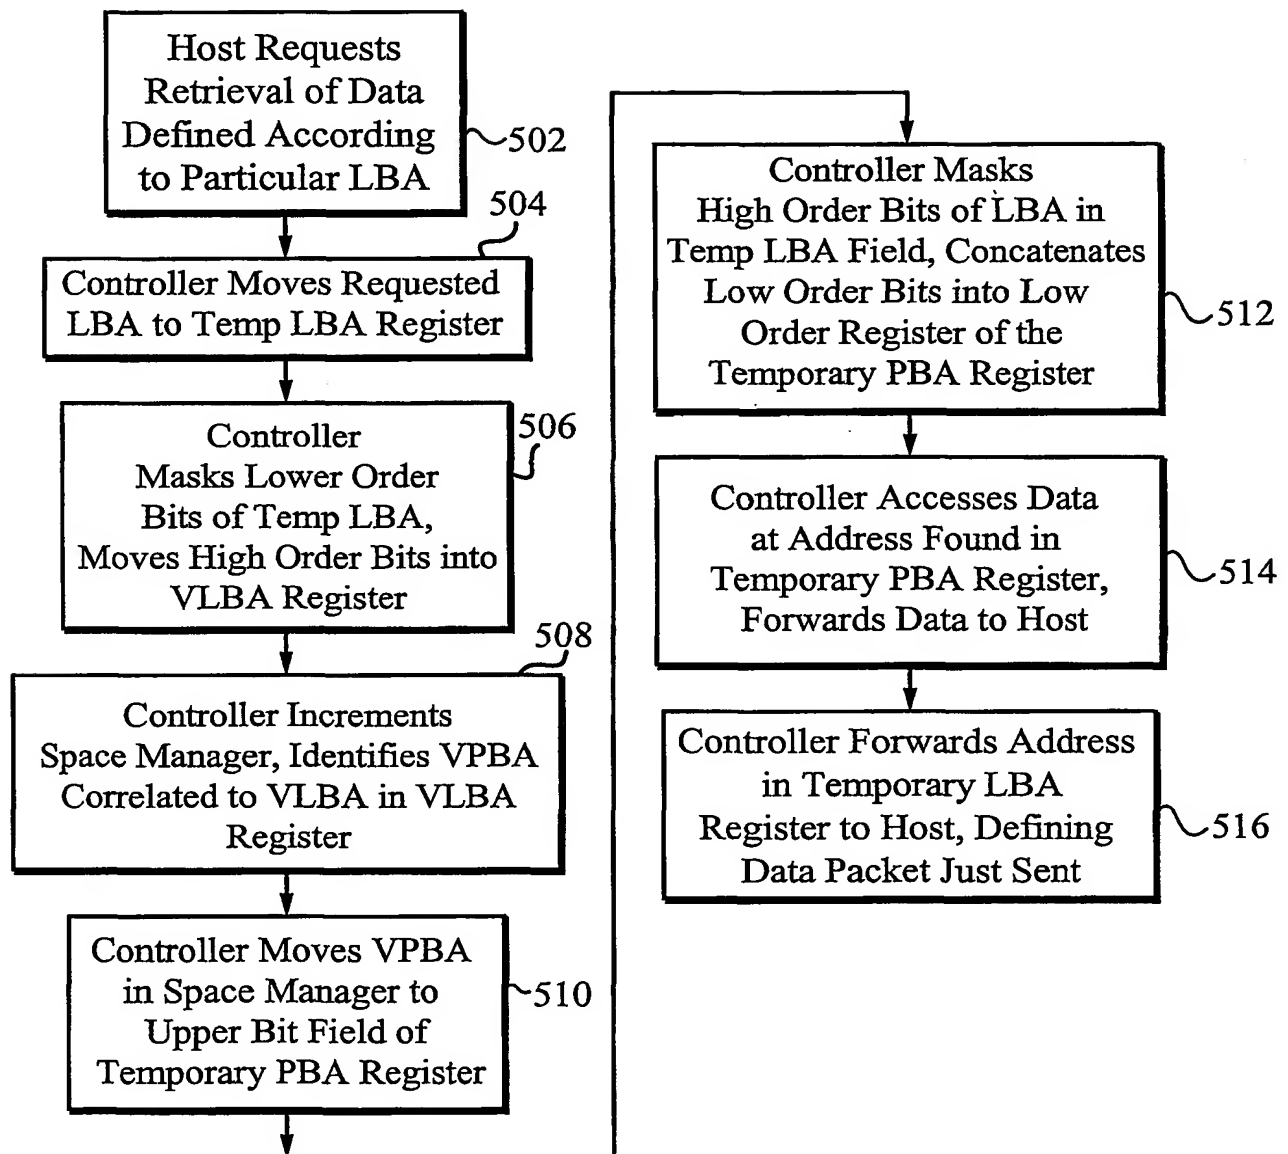 Host Requests
Retrieval of Data
Defined According
to Particular LBA
502
504
Controller Moves Requested
LBA to Temp LBA Register
Controller
Masks Lower Order
Bits of Temp LBA,
Moves High Order Bits into
VLBA Register
506
508
Controller Increments
Space Manager, Identifies VPBA
Correlated to VLBA in VLBA
Register
Controller Moves VPBA
in Space Manager to
Upper Bit Field of
Temporary PBA Register
510
Controller Masks
High Order Bits of LBA in
Temp LBA Field, Concatenates
Low Order Bits into Low
Order Register of the
Temporary PBA Register
512
Controller Accesses Data
at Address Found in
Temporary PBA Register,
Forwards Data to Host
514
Controller Forwards Address
in Temporary LBA
Register to Host, Defining
Data Packet Just Sent
516